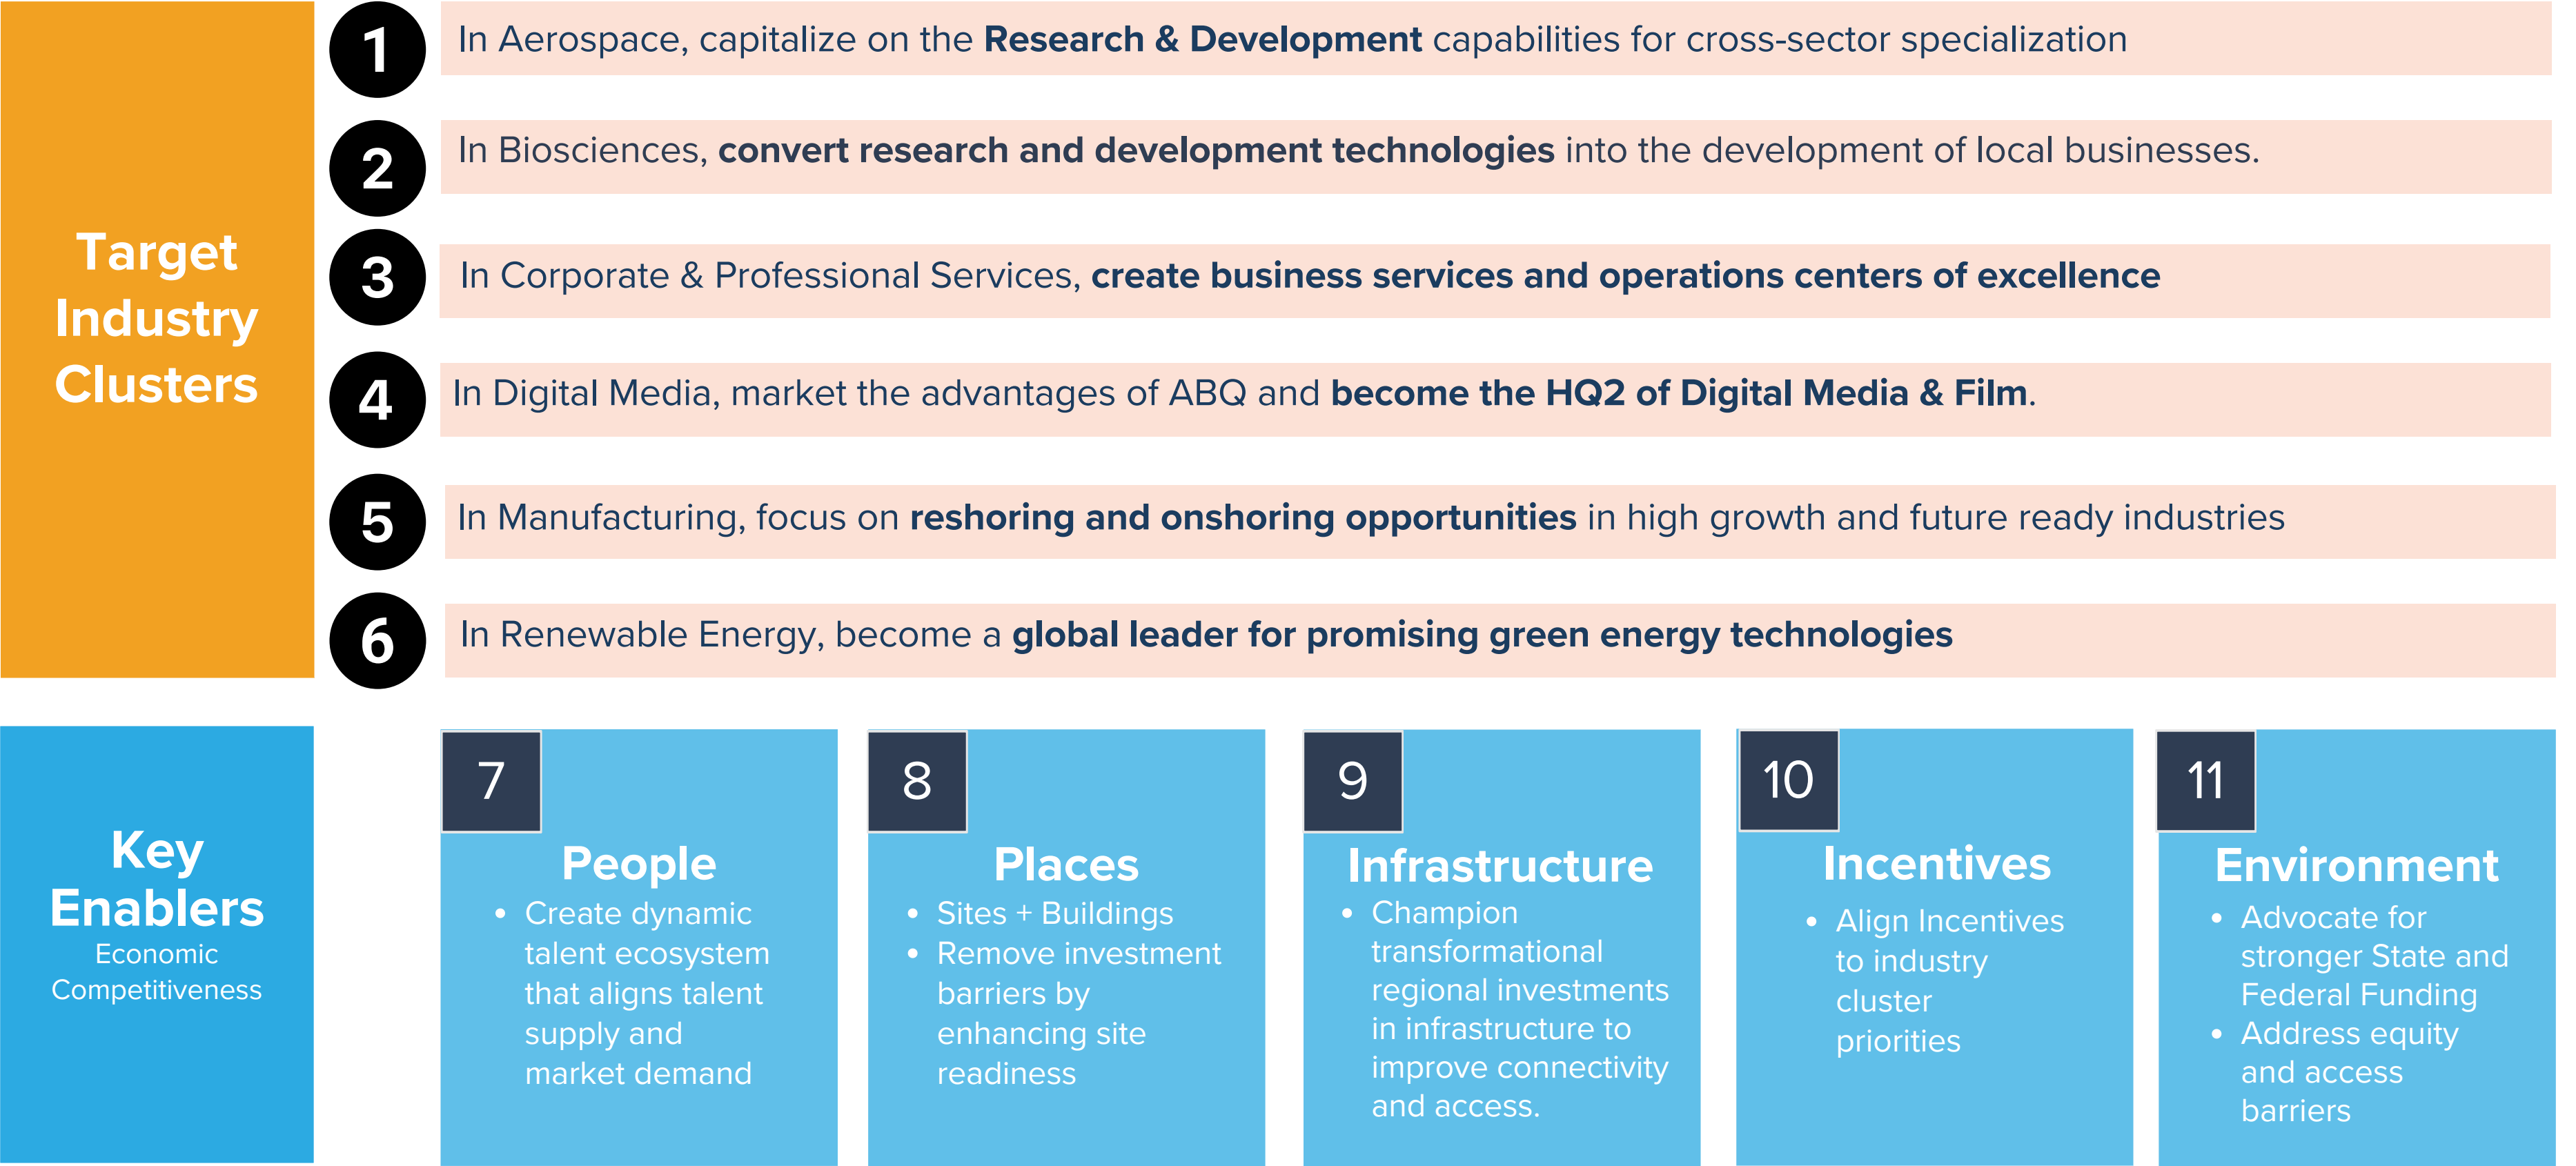 Target
Industry
Clusters
1
In Aerospace, capitalize on the Research & Development capabilities for cross-sector specialization
2
In Biosciences, convert research and development technologies into the development of local businesses.
3
In Corporate & Professional Services, create business services and operations centers of excellence
4
In Digital Media, market the advantages of ABQ and become the HQ2 of Digital Media & Film.
5
In Manufacturing, focus on reshoring and onshoring opportunities in high growth and future ready industries
6
In Renewable Energy, become a global leader for promising green energy technologies
Key
Enablers
Economic
Competitiveness
7
People
• Create dynamic
talent ecosystem
that aligns talent
supply and
market demand
8
Places
• Sites + Buildings
• Remove investment
barriers by
enhancing site
readiness
9
Infrastructure
• Champion
transformational
regional investments
in infrastructure to
improve connectivity
and access.
10
Incentives
• Align Incentives
to industry
cluster
priorities
11
Environment
• Advocate for
stronger State and
Federal Funding
• Address equity
and access
barriers